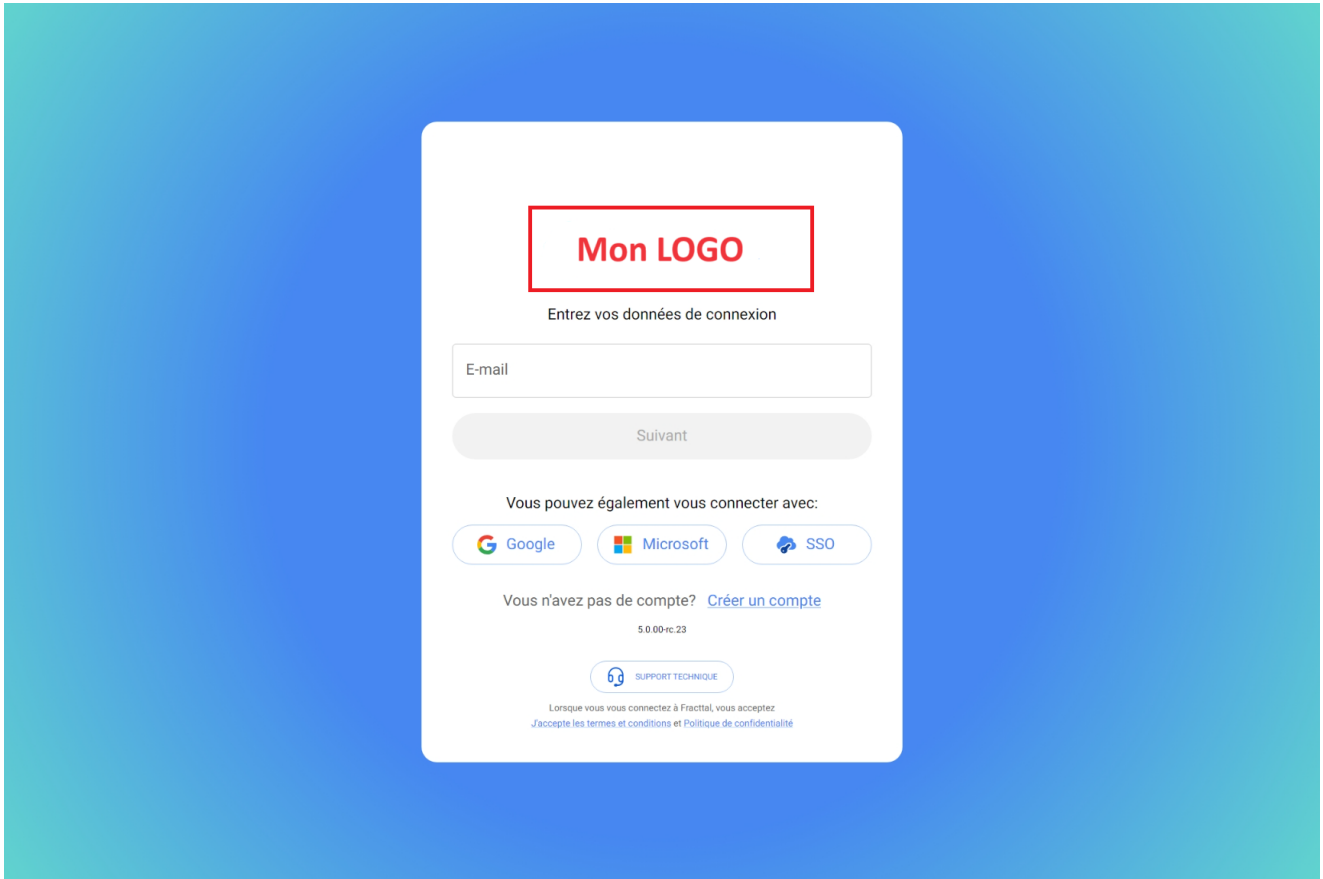 Mon LOGO
Entrez vos données de connexion
E-mail
Suivant
Vous pouvez également vous connecter avec:
Google Microsoft SSO
Vous n'avez pas de compte? Créer un compte
5.0.00-rc.23
SUPPORT TECHNIQUE
Lorsque vous vous connectez à Fracttal, vous acceptez
J'accepte les termes et conditions et Politique de confidentialité